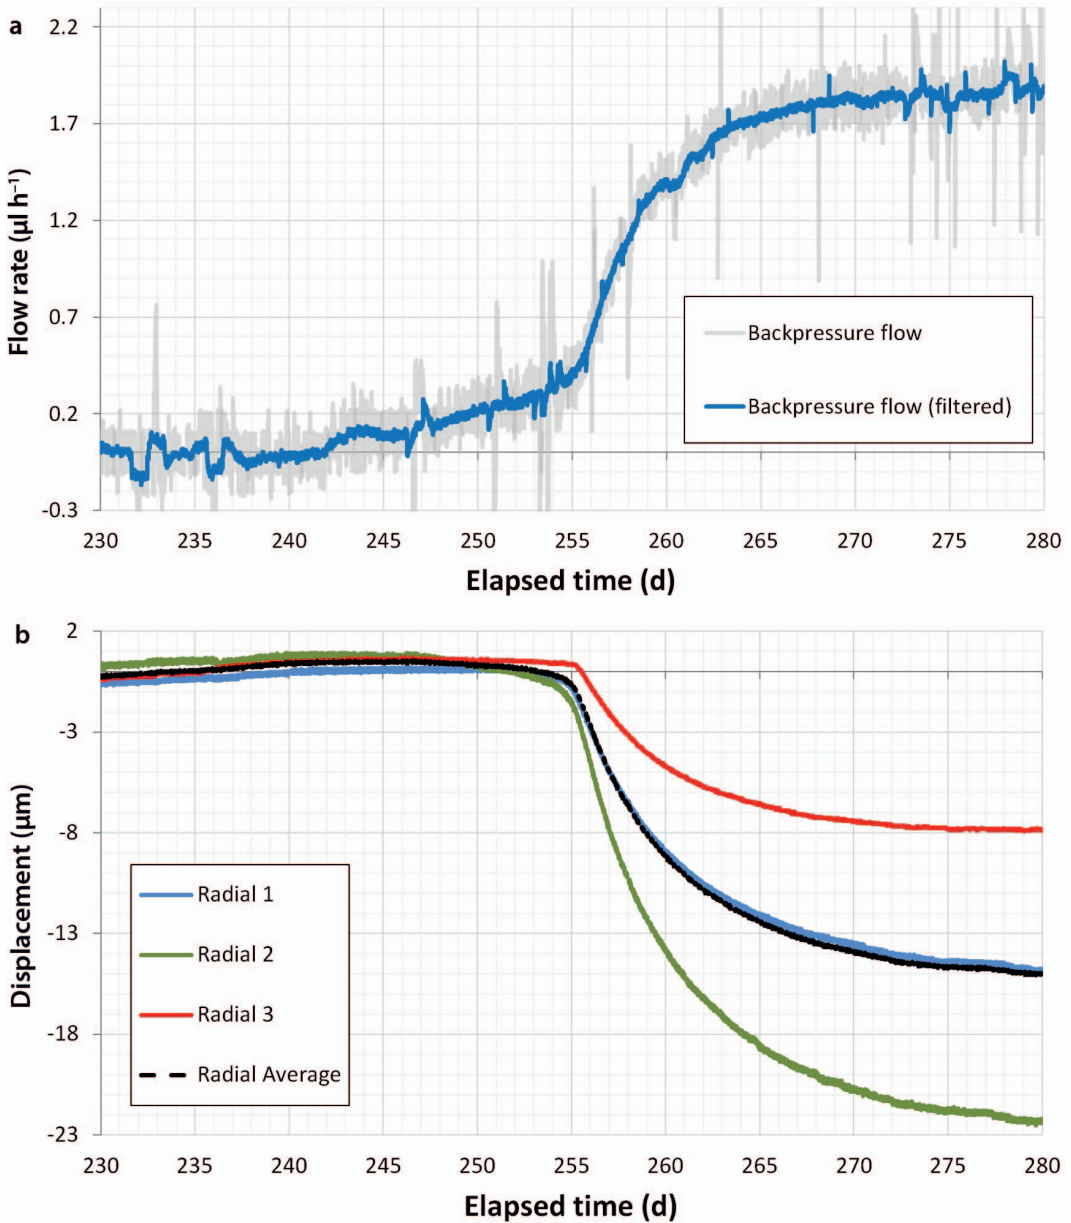 a
Flow rate (µl h⁻¹)
2.2
1.7
1.2
0.7
0.2
-0.3
Backpressure flow
Backpressure flow (filtered)
230 235 240 245 250 255 260 265 270 275 280
Elapsed time (d)
b
Displacement (µm)
2
-3
-8
-13
-18
-23
Radial 1
Radial 2
Radial 3
Radial Average
230 235 240 245 250 255 260 265 270 275 280
Elapsed time (d)